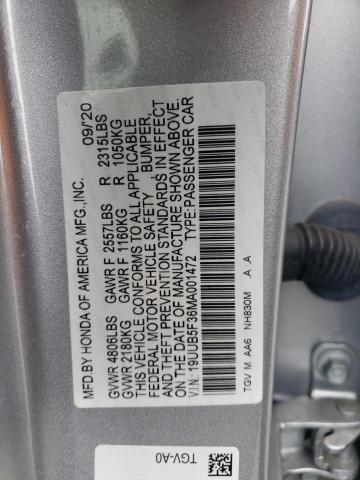 MFD.BY HONDA OF AMERICA MFG.,INC. 09/20
GVWR 4806LBS GAWR F 2557LBS R 2315LBS
GVWR 2180KG GAWR F 1160KG R 1050KG
THIS VEHICLE CONFORMS TO ALL APPLICABLE
FEDERAL MOTOR VEHICLE SAFETY, BUMPER,
AND THEFT PREVENTION STANDARDS IN EFFECT
ON THE DATE OF MANUFACTURE SHOWN ABOVE.
V.I.N: 19UUB5F36MA001472 TYPE: PASSENGER CAR
TGV M AA6 NH830M A A
TGV-A0